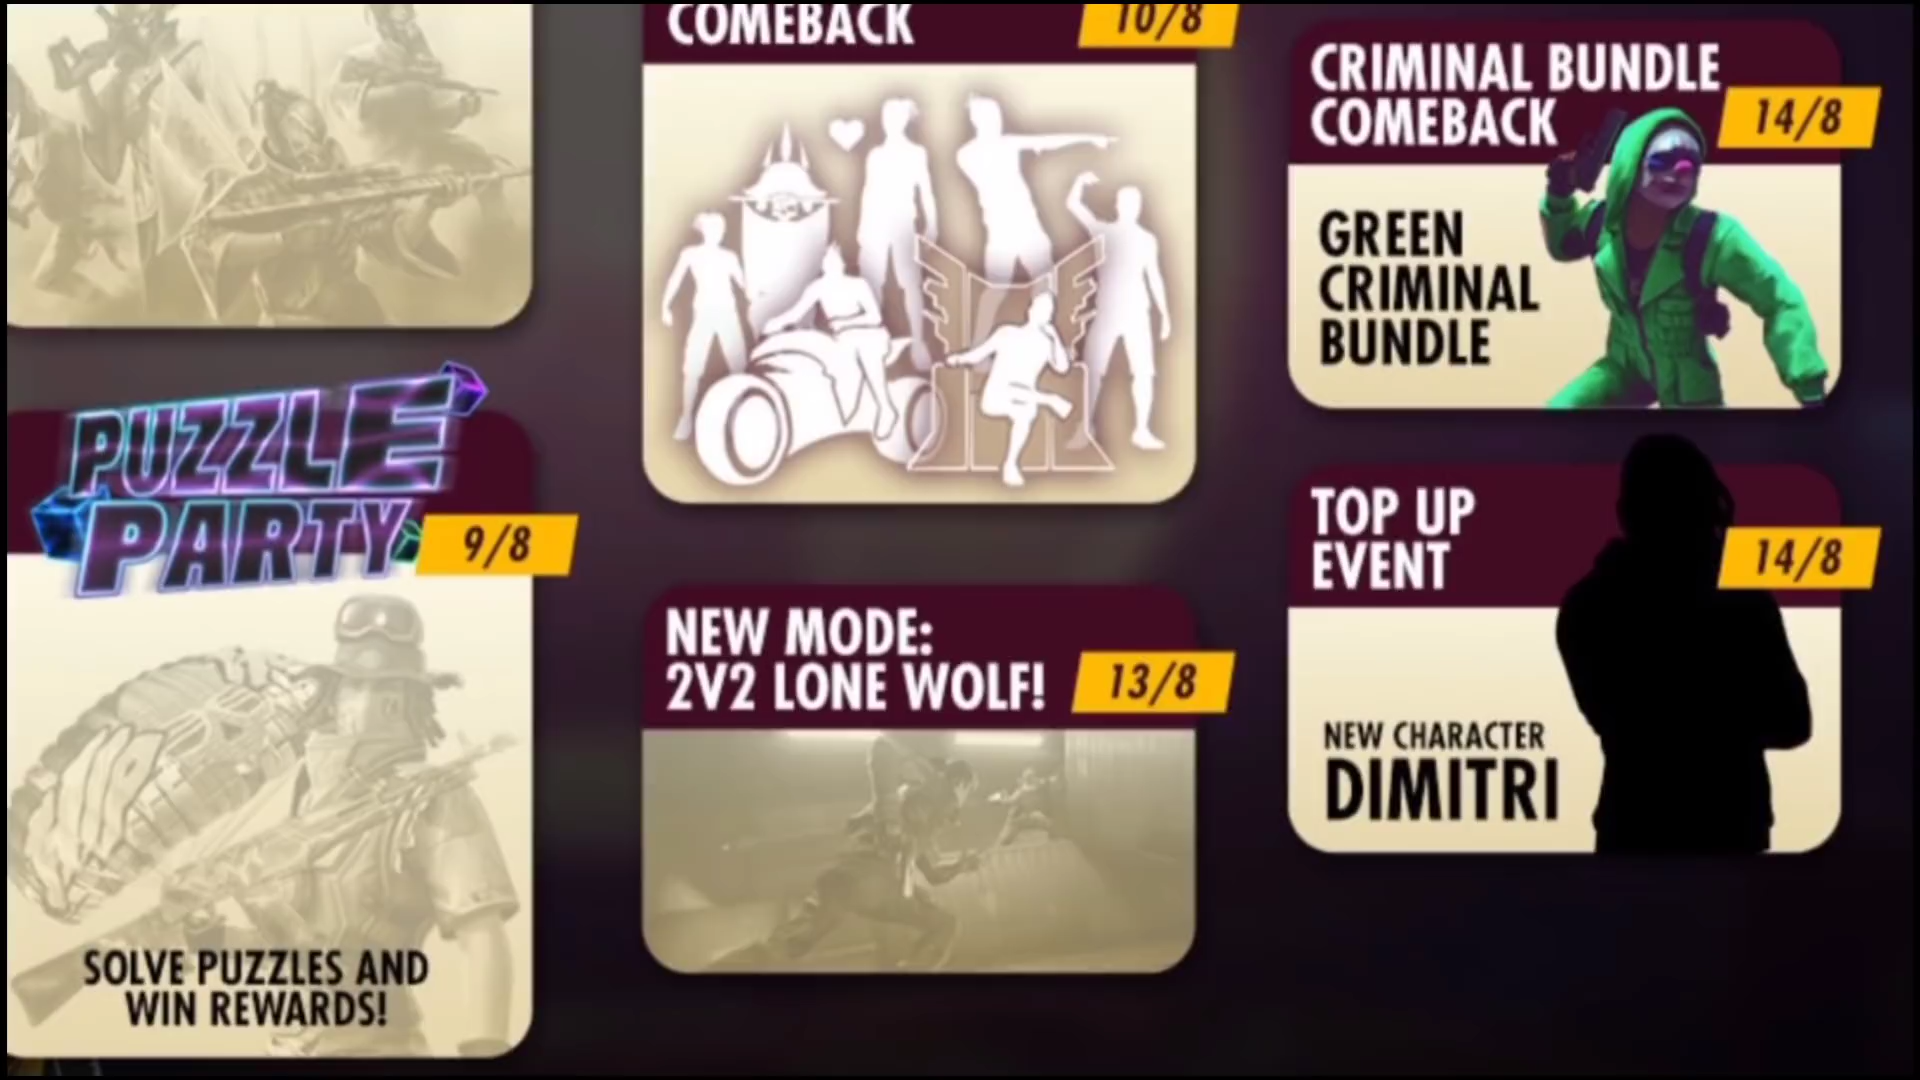 PUZZLE
PARTY
9/8
SOLVE PUZZLES AND
WIN REWARDS!
COMEBACK
10/8
NEW MODE:
2V2 LONE WOLF!
13/8
CRIMINAL BUNDLE
COMEBACK
14/8
GREEN
CRIMINAL
BUNDLE
TOP UP
EVENT
14/8
NEW CHARACTER
DIMITRI